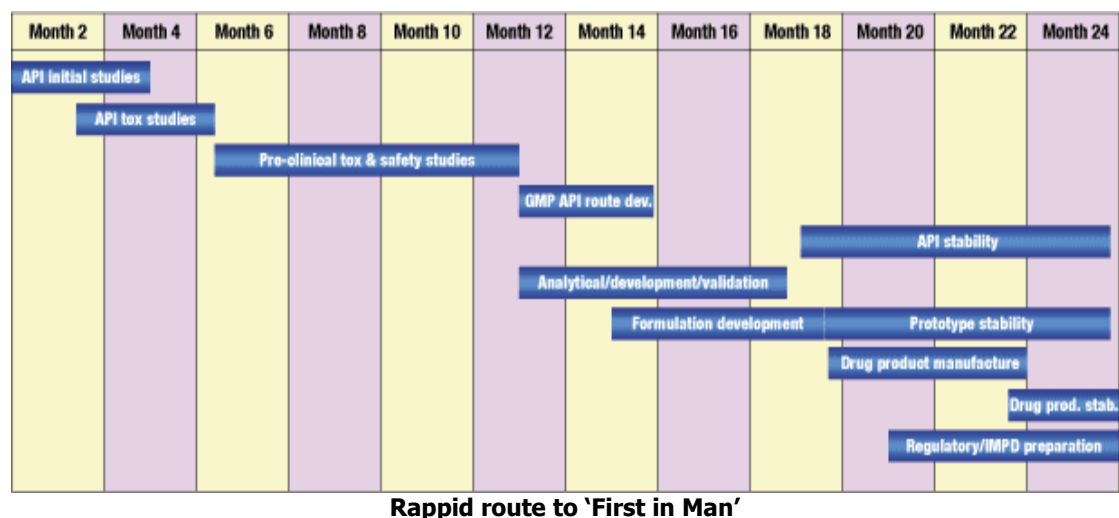 Month 2 Month 4 Month 6 Month 8 Month 10 Month 12 Month 14 Month 16 Month 18 Month 20 Month 22 Month 24
API initial studies
API tox studies
Pre-clinical tox & safety studies
GMP API route dev.
API stability
Analytical/development/validation
Formulation development Prototype stability
Drug product manufacture
Drug prod. stab.
Regulatory/IMPD preparation
Rappid route to ‘First in Man’